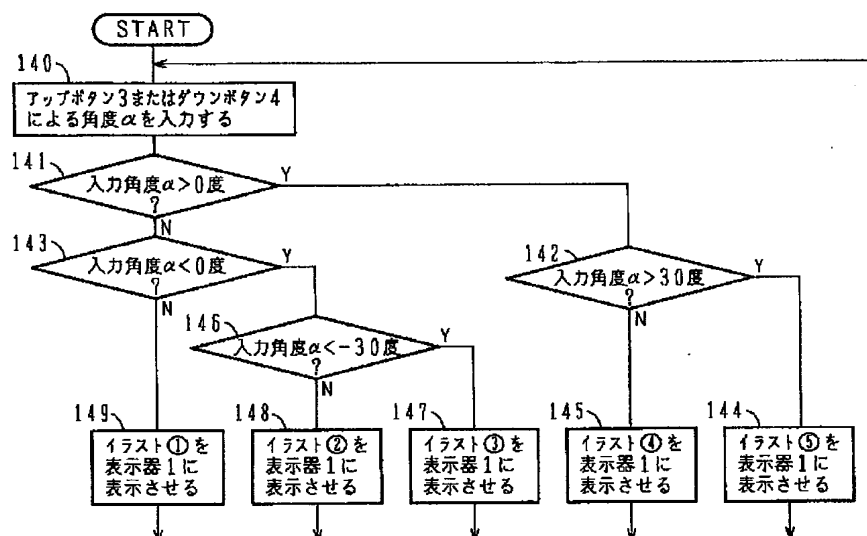 START
140
アップボタン3またはダウンボタン4
による角度αを入力する
141
入力角度α>0度
?
Y
N
143
入力角度α<0度
?
Y
N
142
入力角度α>30度
?
Y
N
146
入力角度α<-30度
?
Y
N
149
イラスト①を
表示器1に
表示させる
148
イラスト②を
表示器1に
表示させる
147
イラスト③を
表示器1に
表示させる
145
イラスト④を
表示器1に
表示させる
144
イラスト⑤を
表示器1に
表示させる